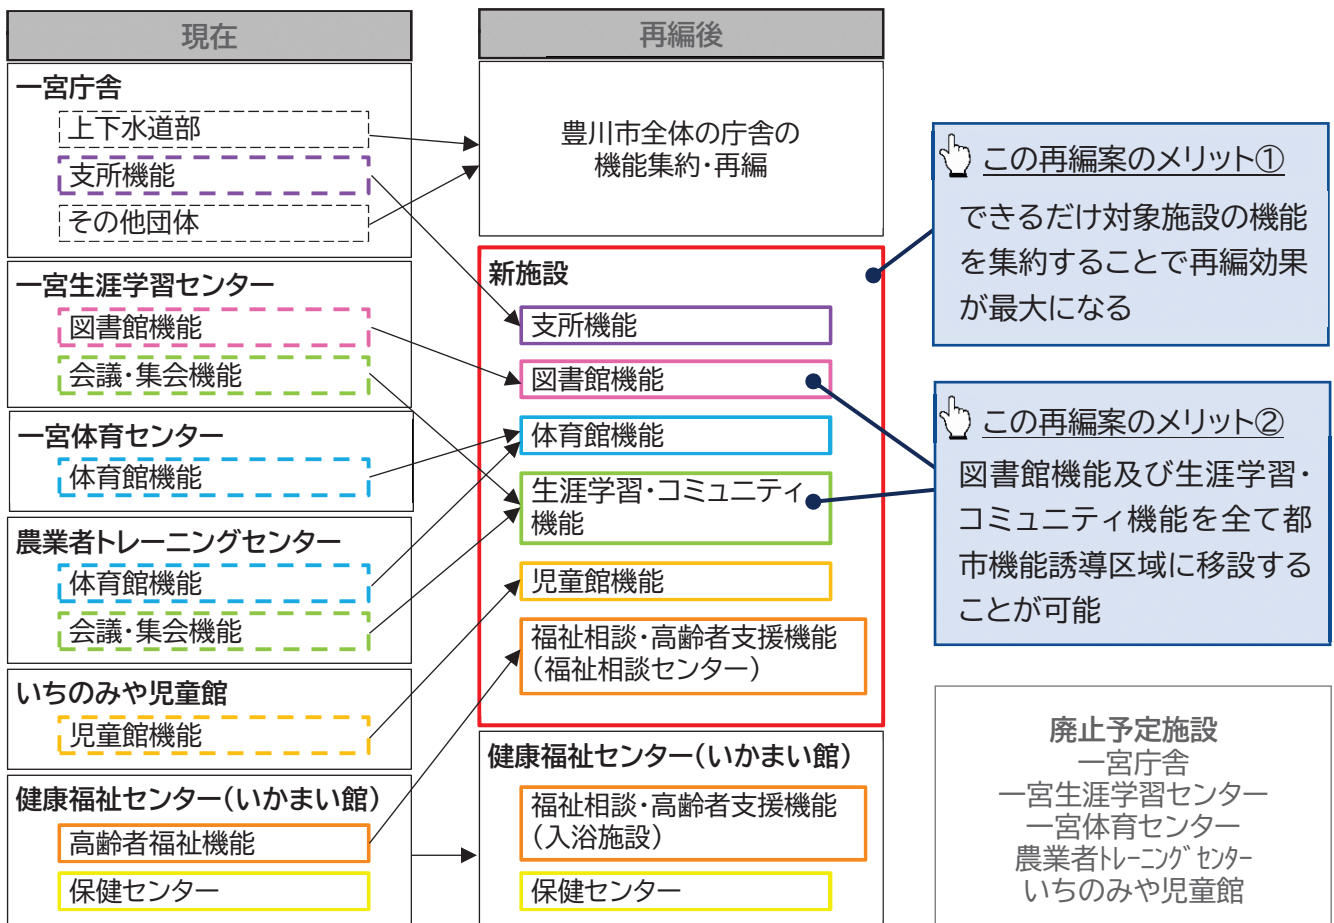 現在
一宮庁舎
上下水道部
支所機能
その他団体
一宮生涯学習センター
図書館機能
会議・集会機能
一宮体育センター
体育館機能
農業者トレーニングセンター
体育館機能
会議・集会機能
いちのみや児童館
児童館機能
健康福祉センター(いかまい館)
高齢者福祉機能
保健センター
再編後
豊川市全体の庁舎の
機能集約・再編
新施設
支所機能
図書館機能
体育館機能
生涯学習・コミュニティ
機能
児童館機能
福祉相談・高齢者支援機能
(福祉相談センター)
健康福祉センター(いかまい館)
福祉相談・高齢者支援機能
(入浴施設)
保健センター
この再編案のメリット①
できるだけ対象施設の機能
を集約することで再編効果
が最大になる
この再編案のメリット②
図書館機能及び生涯学習・
コミュニティ機能を全て都
市機能誘導区域に移設する
ことが可能
廃止予定施設
一宮庁舎
一宮生涯学習センター
一宮体育センター
農業者ﾄﾚｰﾆﾝｸﾞｾﾝﾀｰ
いちのみや児童館